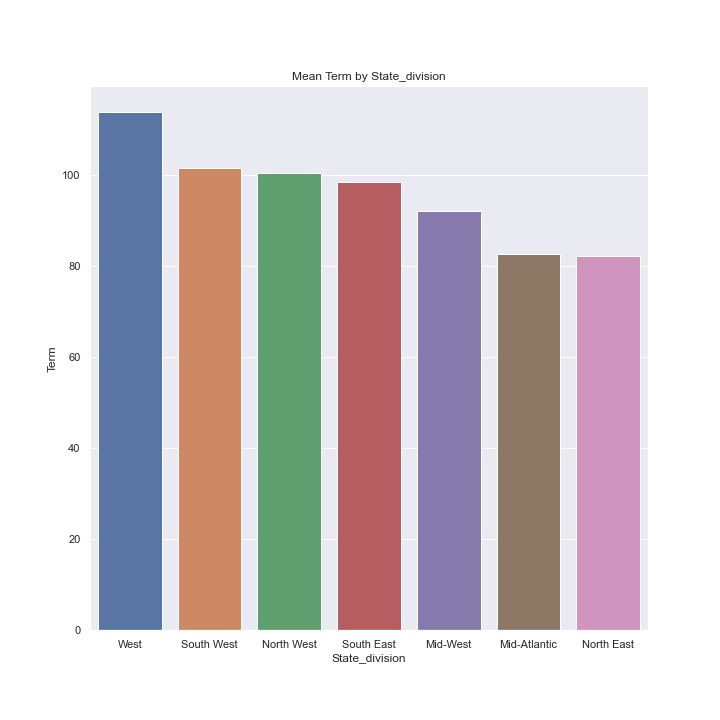 Mean Term by State_division
Term
100
80
60
40
20
0
West South West North West South East Mid-West Mid-Atlantic North East
State_division